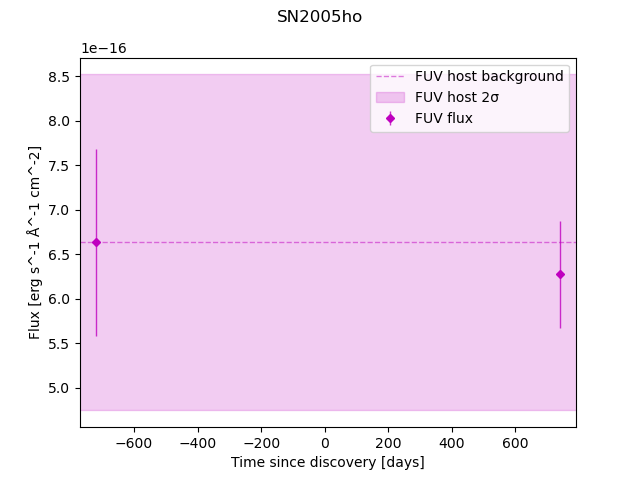 SN2005ho
1e−16
FUV host background
FUV host 2σ
FUV flux
8.5
8.0
7.5
7.0
6.5
6.0
5.5
5.0
Flux [erg s^-1 Å^-1 cm^-2]
−600 −400 −200 0 200 400 600
Time since discovery [days]